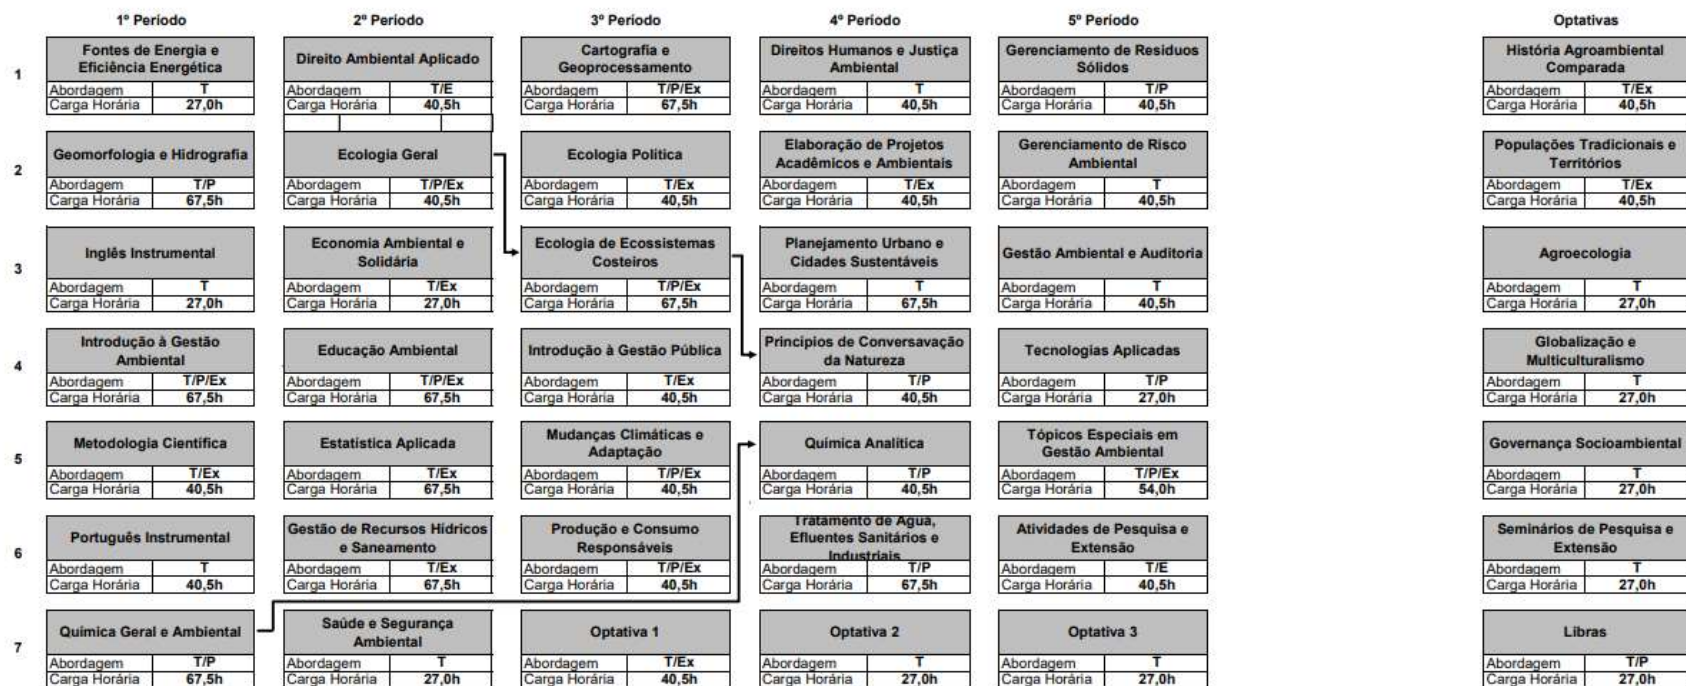 1º Período 2º Período 3º Período 4º Período 5º Período Optativas
1
Fontes de Energia e
Eficiência Energética
Abordagem T
Carga Horária 27,0h
Direito Ambiental Aplicado
Abordagem T/E
Carga Horária 40,5h
Cartografia e
Geoprocessamento
Abordagem T/P/Ex
Carga Horária 67,5h
Direitos Humanos e Justiça
Ambiental
Abordagem T
Carga Horária 40,5h
Gerenciamento de Resíduos
Sólidos
Abordagem T/P
Carga Horária 40,5h
História Agroambiental
Comparada
Abordagem T/Ex
Carga Horária 40,5h
2
Geomorfologia e Hidrografia
Abordagem T/P
Carga Horária 67,5h
Ecologia Geral
Abordagem T/P/Ex
Carga Horária 40,5h
Ecologia Política
Abordagem T/Ex
Carga Horária 40,5h
Elaboração de Projetos
Acadêmicos e Ambientais
Abordagem T/Ex
Carga Horária 40,5h
Gerenciamento de Risco
Ambiental
Abordagem T
Carga Horária 40,5h
Populações Tradicionais e
Territórios
Abordagem T/Ex
Carga Horária 40,5h
3
Inglês Instrumental
Abordagem T
Carga Horária 27,0h
Economia Ambiental e
Solidária
Abordagem T/Ex
Carga Horária 27,0h
Ecologia de Ecossistemas
Costeiros
Abordagem T/P/Ex
Carga Horária 67,5h
Planejamento Urbano e
Cidades Sustentáveis
Abordagem T
Carga Horária 67,5h
Gestão Ambiental e Auditoria
Abordagem T
Carga Horária 40,5h
Agroecologia
Abordagem T
Carga Horária 27,0h
4
Introdução à Gestão
Ambiental
Abordagem T/P/Ex
Carga Horária 67,5h
Educação Ambiental
Abordagem T/P/Ex
Carga Horária 67,5h
Introdução à Gestão Pública
Abordagem T/Ex
Carga Horária 40,5h
Princípios de Conversavação
da Natureza
Abordagem T/P
Carga Horária 40,5h
Tecnologias Aplicadas
Abordagem T/P
Carga Horária 27,0h
Globalização e
Multiculturalismo
Abordagem T
Carga Horária 27,0h
5
Metodologia Científica
Abordagem T/Ex
Carga Horária 40,5h
Estatística Aplicada
Abordagem T/Ex
Carga Horária 67,5h
Mudanças Climáticas e
Adaptação
Abordagem T/P/Ex
Carga Horária 40,5h
Química Analítica
Abordagem T/P
Carga Horária 40,5h
Tópicos Especiais em
Gestão Ambiental
Abordagem T/P/Ex
Carga Horária 54,0h
Governança Socioambiental
Abordagem T
Carga Horária 27,0h
6
Português Instrumental
Abordagem T
Carga Horária 40,5h
Gestão de Recursos Hídricos
e Saneamento
Abordagem T/Ex
Carga Horária 67,5h
Produção e Consumo
Responsáveis
Abordagem T/P/Ex
Carga Horária 40,5h
Tratamento de Água,
Efluentes Sanitários e
Industriais
Abordagem T/P
Carga Horária 67,5h
Atividades de Pesquisa e
Extensão
Abordagem T/E
Carga Horária 40,5h
Seminários de Pesquisa e
Extensão
Abordagem T
Carga Horária 27,0h
7
Química Geral e Ambiental
Abordagem T/P
Carga Horária 67,5h
Saúde e Segurança
Ambiental
Abordagem T
Carga Horária 27,0h
Optativa 1
Abordagem T/Ex
Carga Horária 40,5h
Optativa 2
Abordagem T
Carga Horária 27,0h
Optativa 3
Abordagem T
Carga Horária 27,0h
Libras
Abordagem T/P
Carga Horária 27,0h